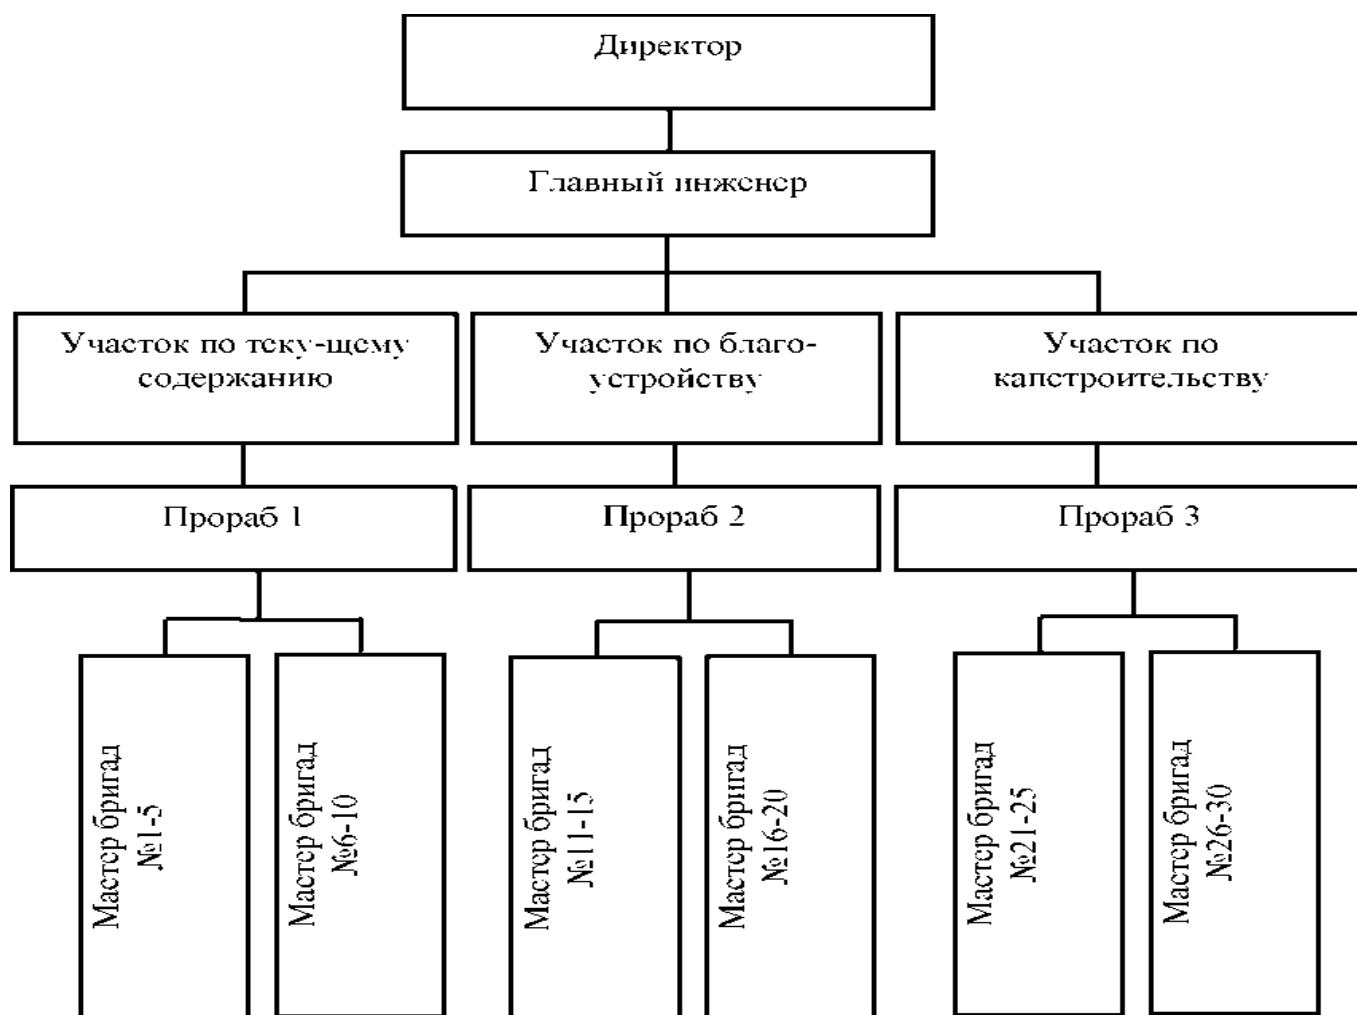 Директор
Главный инженер
Участок по теку-щему
содержанию
Участок по благо-
устройству
Участок по
капстроительству
Прораб 1
Прораб 2
Прораб 3
Мастер бригад
№1-5
Мастер бригад
№6-10
Мастер бригад
№11-15
Мастер бригад
№16-20
Мастер бригад
№21-25
Мастер бригад
№26-30